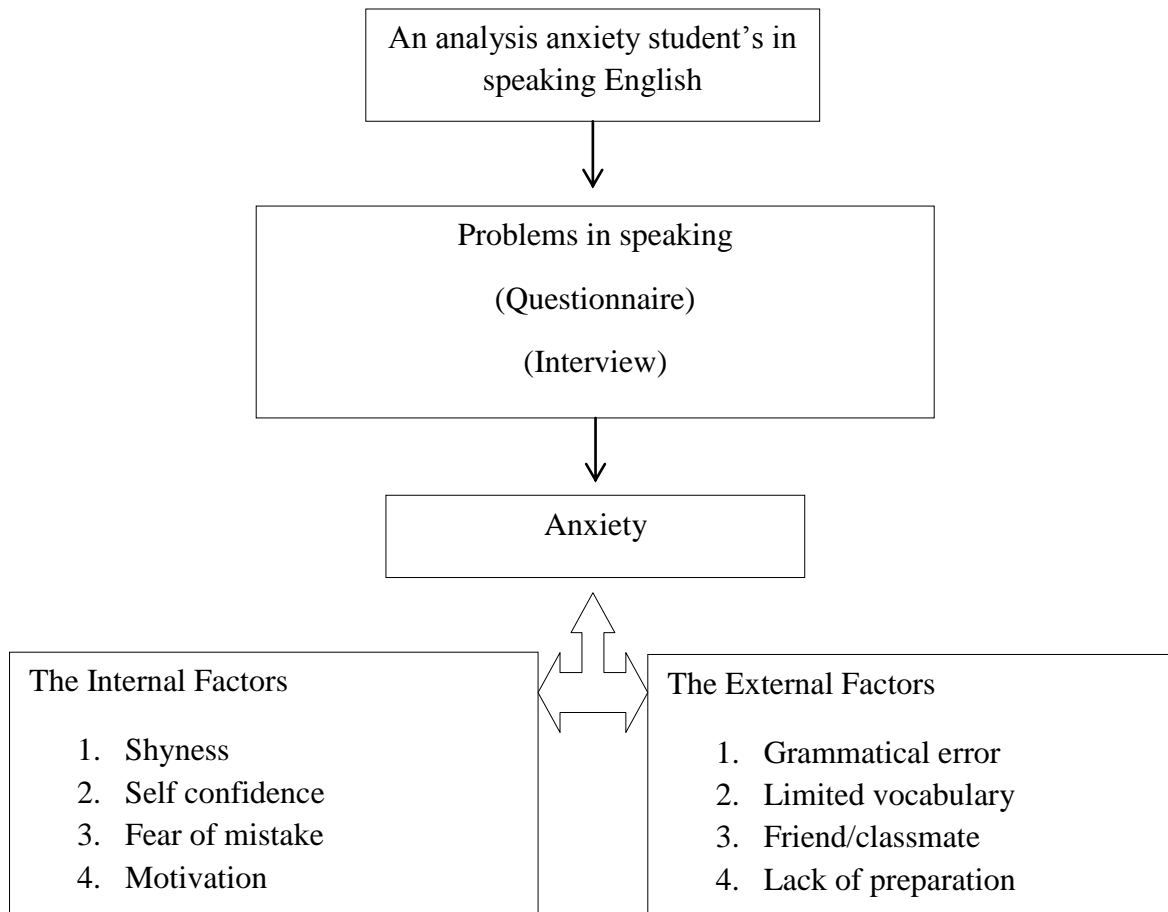 An analysis anxiety student’s in
speaking English
Problems in speaking
(Questionnaire)
(Interview)
Anxiety
The Internal Factors
1. Shyness
2. Self confidence
3. Fear of mistake
4. Motivation
The External Factors
1. Grammatical error
2. Limited vocabulary
3. Friend/classmate
4. Lack of preparation